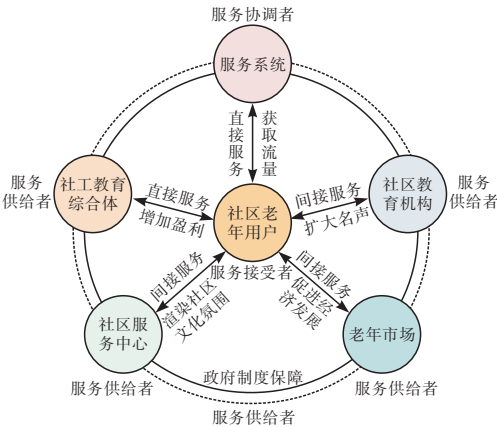 服务协调者
服务系统
直接服务
获取流量
服务
供给者
社工教育
综合体
直接服务
增加盈利
社区老
年用户
服务接受者
间接服务
扩大名声
社区教
育机构
服务
供给者
间接服务
渲染社区
文化氛围
间接服务
促进经
济发展
社区服
务中心
服务供给者
老年市场
服务供给者
政府制度保障
服务供给者